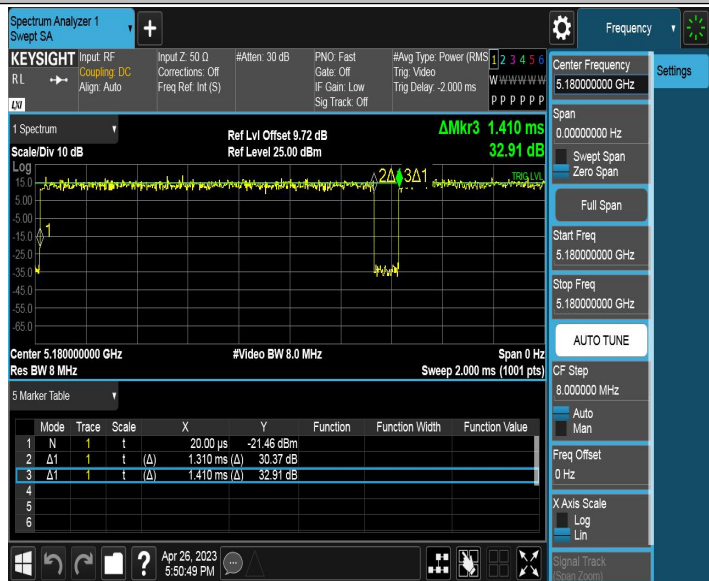 Spectrum Analyzer 1
Swept SA
+
Frequency
KEYSIGHT
RL
LXI
Input: RF
Coupling: DC
Align: Auto
Input Z: 50 Ω
Corrections: Off
Freq Ref: Int (S)
#Atten: 30 dB
PNO: Fast
Gate: Off
IF Gain: Low
Sig Track: Off
#Avg Type: Power (RMS
Trig: Video
Trig Delay: -2.000 ms
1 2 3 4 5 6
W W W W W W
P P P P P P
1 Spectrum
Scale/Div 10 dB
Ref Lvl Offset 9.72 dB
Ref Level 25.00 dBm
ΔMkr3 1.410 ms
32.91 dB
Log
15.0
5.00
-5.00
-15.0
-25.0
-35.0
-45.0
-55.0
-65.0
1
2Δ
3Δ1
TRIG LVL
Center 5.180000000 GHz
#Video BW 8.0 MHz
Span 0 Hz
Res BW 8 MHz
Sweep 2.000 ms (1001 pts)
5 Marker Table
Mode Trace Scale X Y Function Function Width Function Value
1 N 1 t 20.00 µs -21.46 dBm
2 Δ1 1 t (Δ) 1.310 ms (Δ) 30.37 dB
3 Δ1 1 t (Δ) 1.410 ms (Δ) 32.91 dB
4
5
6
?
Apr 26, 2023
5:50:49 PM
Center Frequency
5.180000000 GHz
Settings
Span
0.00000000 Hz
Swept Span
Zero Span
Full Span
Start Freq
5.180000000 GHz
Stop Freq
5.180000000 GHz
AUTO TUNE
CF Step
8.000000 MHz
Auto
Man
Freq Offset
0 Hz
X Axis Scale
Log
Lin
Signal Track
(Span Zoom)